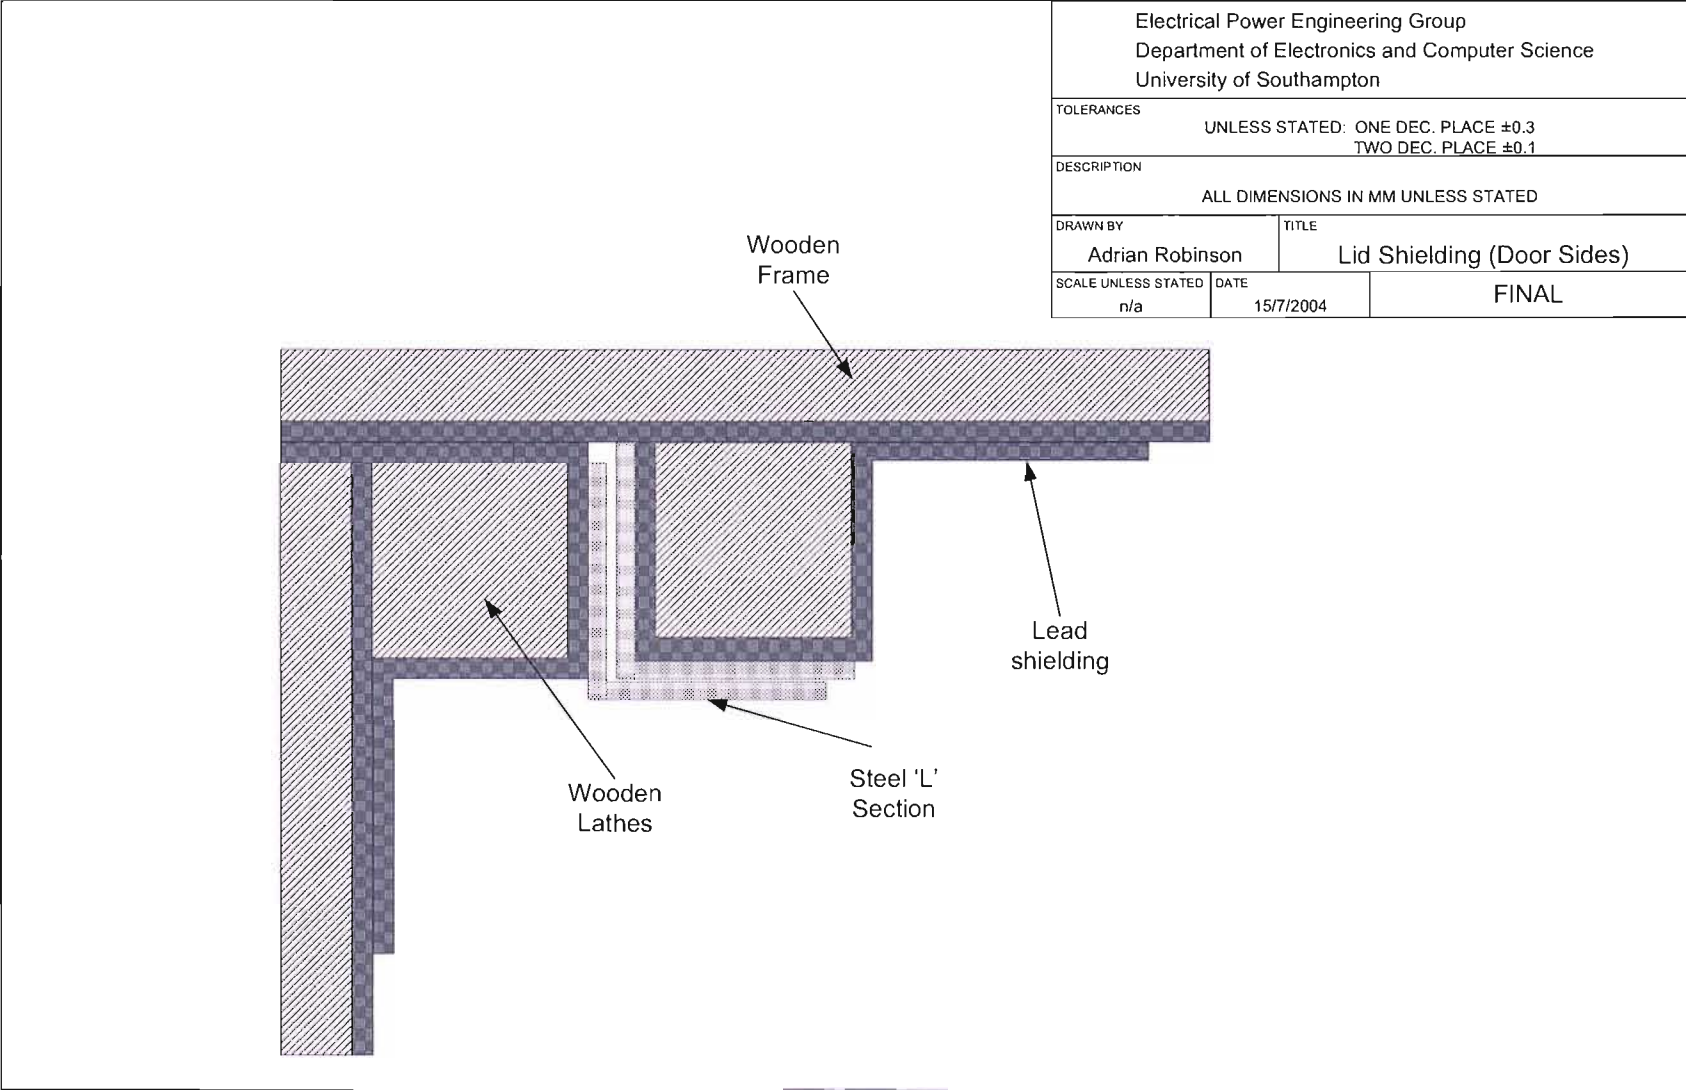 Electrical Power Engineering Group
Department of Electronics and Computer Science
University of Southampton
TOLERANCES
UNLESS STATED: ONE DEC. PLACE ±0.3
TWO DEC. PLACE ±0.1
DESCRIPTION
ALL DIMENSIONS IN MM UNLESS STATED
DRAWN BY
Adrian Robinson
TITLE
Lid Shielding (Door Sides)
SCALE UNLESS STATED
n/a
DATE
15/7/2004
FINAL
Wooden
Frame
Lead
shielding
Steel ‘L’
Section
Wooden
Lathes